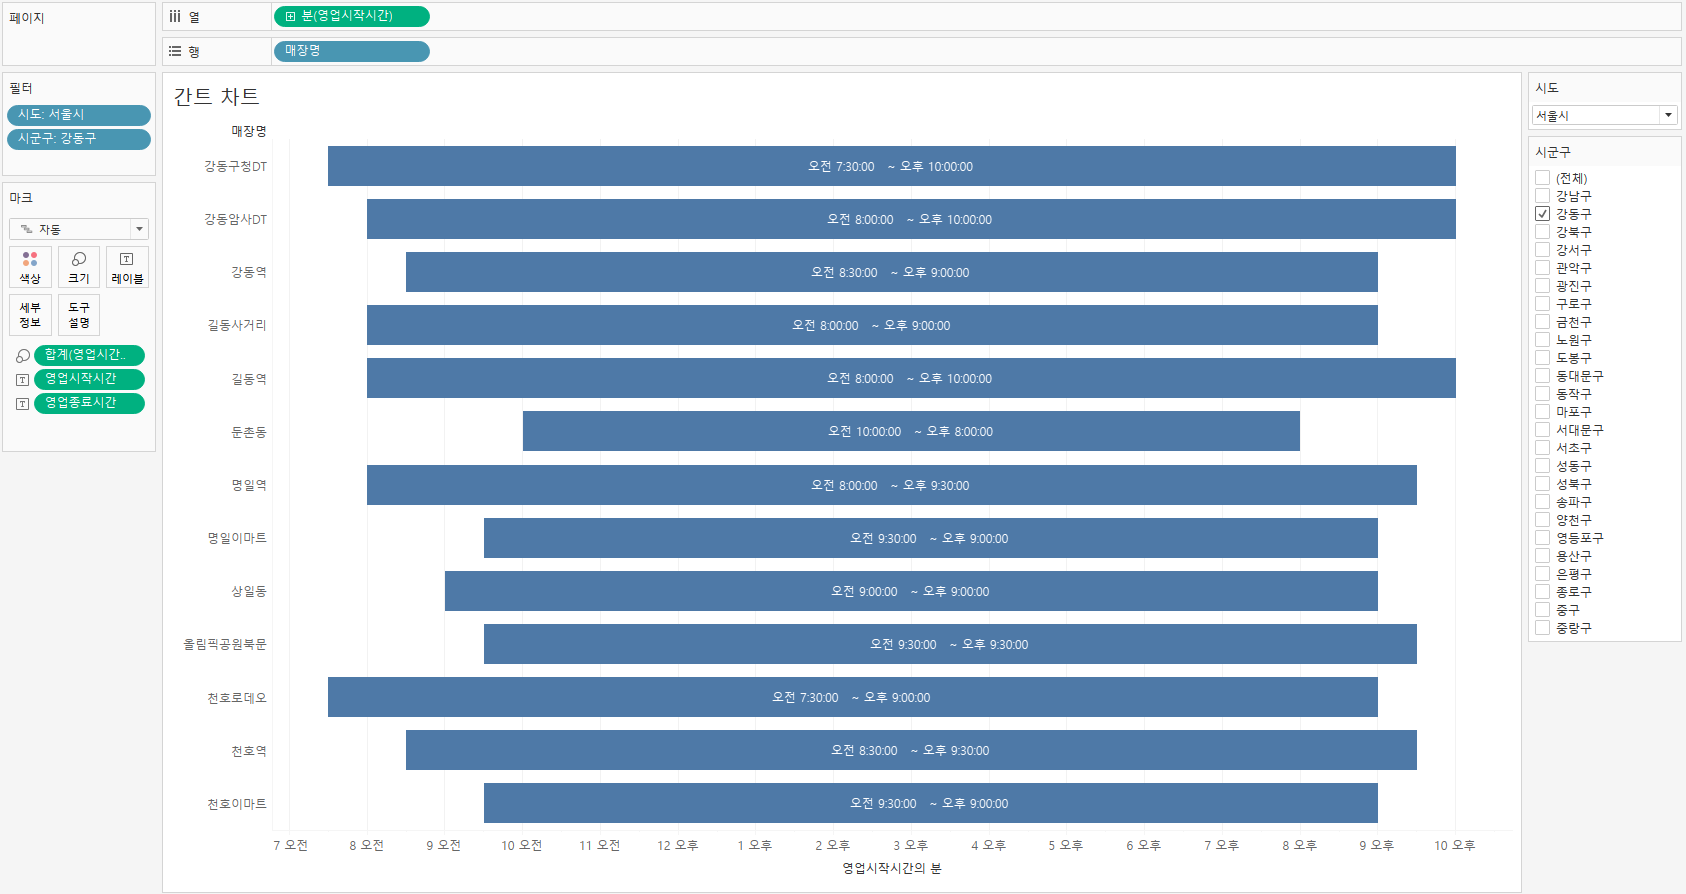 페이지
열
분(영업시작시간)
행
매장명
필터
시도: 서울시
시군구: 강동구
마크
자동
색상
크기
레이블
세부
정보
도구
설명
합계(영업시간..
영업시작시간
영업종료시간
간트 차트
매장명
강동구청DT
오전 7:30:00 ~ 오후 10:00:00
강동암사DT
오전 8:00:00 ~ 오후 10:00:00
강동역
오전 8:30:00 ~ 오후 9:00:00
길동사거리
오전 8:00:00 ~ 오후 9:00:00
길동역
오전 8:00:00 ~ 오후 10:00:00
둔촌동
오전 10:00:00 ~ 오후 8:00:00
명일역
오전 8:00:00 ~ 오후 9:30:00
명일이마트
오전 9:30:00 ~ 오후 9:00:00
상일동
오전 9:00:00 ~ 오후 9:00:00
올림픽공원북문
오전 9:30:00 ~ 오후 9:30:00
천호로데오
오전 7:30:00 ~ 오후 9:00:00
천호역
오전 8:30:00 ~ 오후 9:30:00
천호이마트
오전 9:30:00 ~ 오후 9:00:00
7 오전 8 오전 9 오전 10 오전 11 오전 12 오후 1 오후 2 오후 3 오후 4 오후 5 오후 6 오후 7 오후 8 오후 9 오후 10 오후
영업시작시간의 분
시도
서울시
시군구
(전체)
강남구
강동구
강북구
강서구
관악구
광진구
구로구
금천구
노원구
도봉구
동대문구
동작구
마포구
서대문구
서초구
성동구
성북구
송파구
양천구
영등포구
용산구
은평구
종로구
중구
중랑구